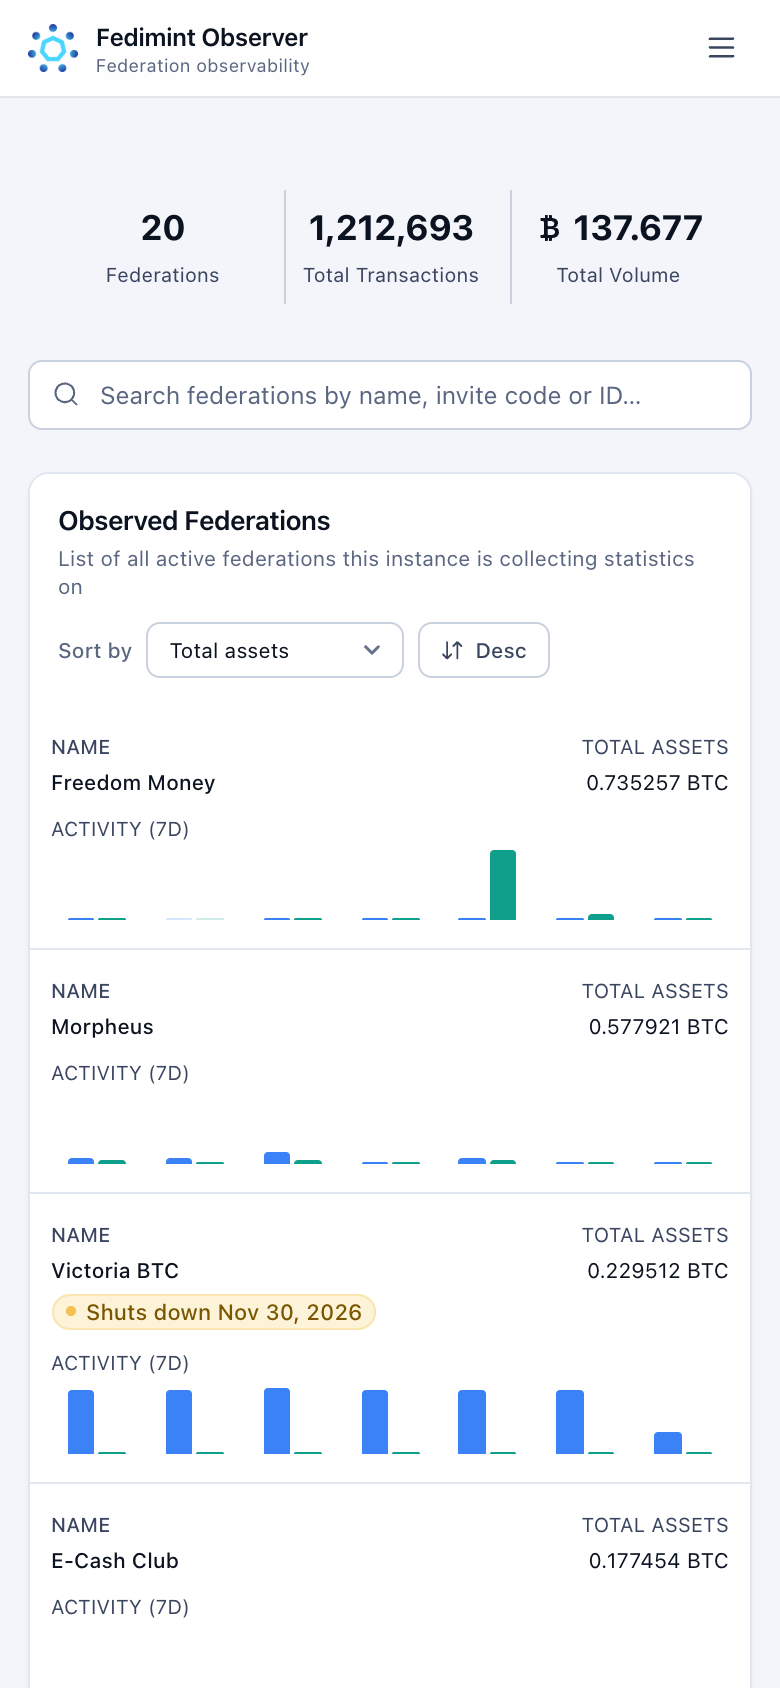 Fedimint Observer
Federation observability
20
Federations
1,212,693
Total Transactions
₿ 137.677
Total Volume
Search federations by name, invite code or ID...
Observed Federations
List of all active federations this instance is collecting statistics
on
Sort by
Total assets
Desc
NAME
TOTAL ASSETS
Freedom Money
0.735257 BTC
ACTIVITY (7D)
NAME
TOTAL ASSETS
Morpheus
0.577921 BTC
ACTIVITY (7D)
NAME
TOTAL ASSETS
Victoria BTC
0.229512 BTC
Shuts down Nov 30, 2026
ACTIVITY (7D)
NAME
TOTAL ASSETS
E-Cash Club
0.177454 BTC
ACTIVITY (7D)